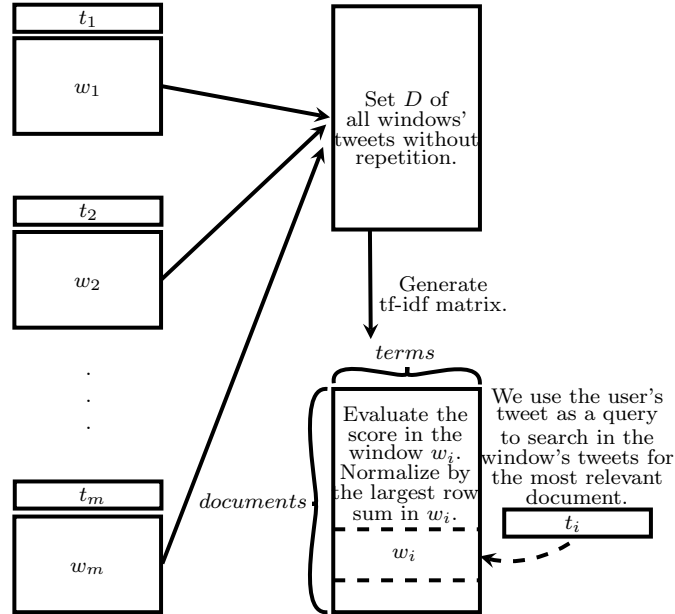 t₁
w₁
t₂
w₂
.
.
.
tₘ
wₘ
Set D of
all windows'
tweets without
repetition.
Generate
tf-idf matrix.
terms
documents
Evaluate the
score in the
window wᵢ.
Normalize by
the largest row
sum in wᵢ.
wᵢ
We use the user's
tweet as a query
to search in the
window's tweets for
the most relevant
document.
tᵢ